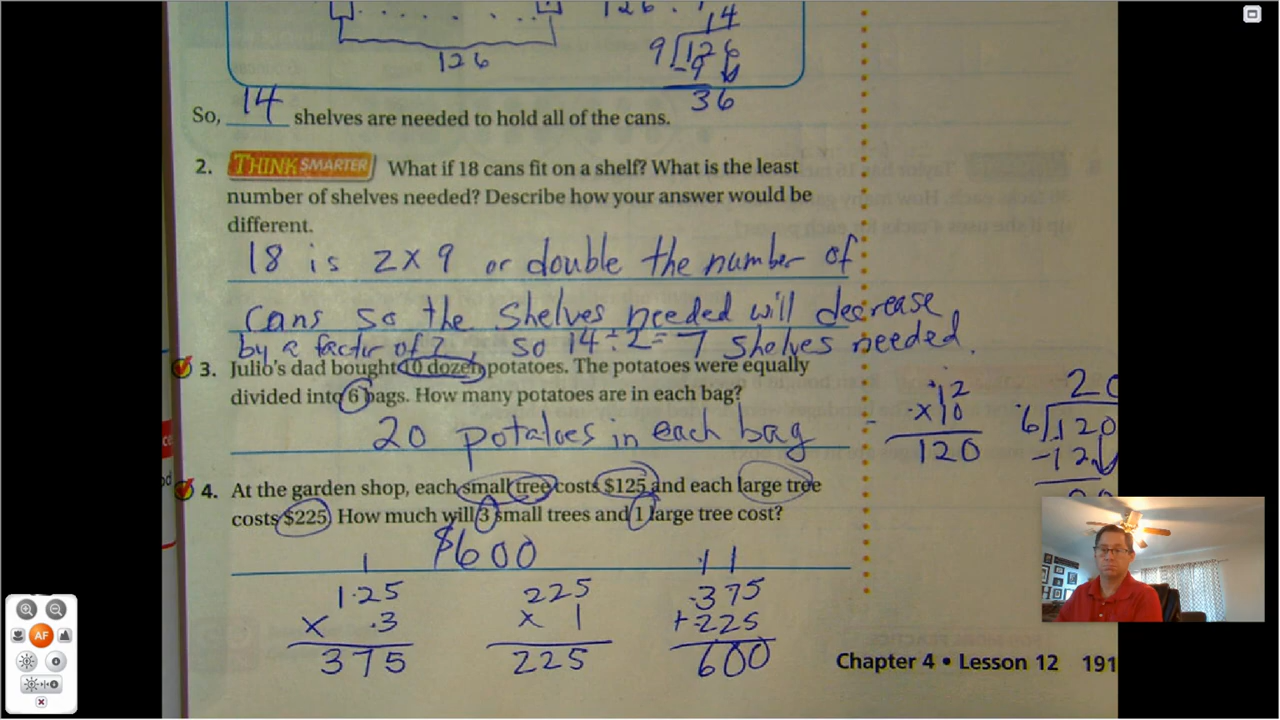 126
14
9 126
-9
36
So, 14 shelves are needed to hold all of the cans.
2. THINK SMARTER What if 18 cans fit on a shelf? What is the least
number of shelves needed? Describe how your answer would be
different.
18 is 2 x 9 or double the number of
cans so the shelves needed will decrease
by a factor of 2, so 14 ÷ 2 = 7 shelves needed.
3. Julio's dad bought 10 dozen potatoes. The potatoes were equally
divided into 6 bags. How many potatoes are in each bag?
20 potatoes in each bag
12
x10
120
20
6 120
-12
00
4. At the garden shop, each small tree costs $125 and each large tree
costs $225. How much will 3 small trees and 1 large tree cost?
$600
1
125
x 3
375
225
x 1
225
11
375
+225
600
Chapter 4 • Lesson 12 191
AF